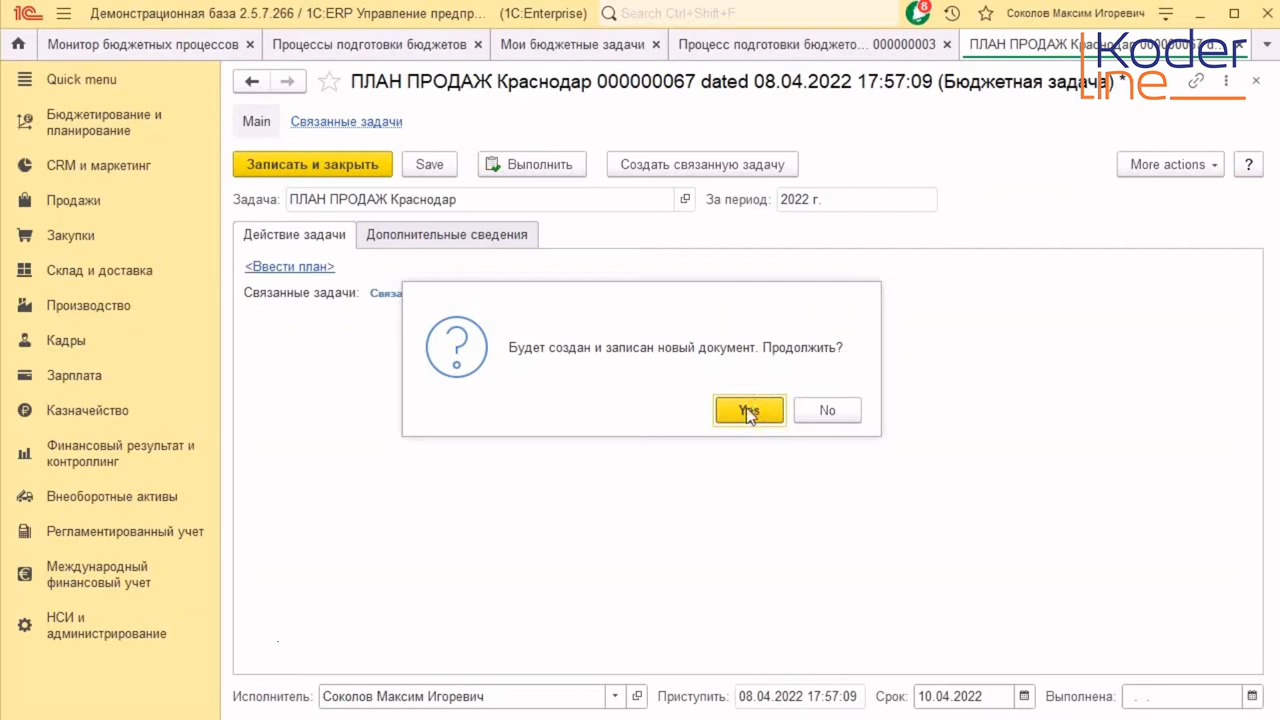 Демонстрационная база 2.5.7.266 / 1С:ERP Управление предпр... (1C:Enterprise)
Search Ctrl+Shift+F
8
Соколов Максим Игоревич
Монитор бюджетных процессов
Процессы подготовки бюджетов
Мои бюджетные задачи
Процесс подготовки бюджето... 000000003
ПЛАН ПРОДАЖ Краснодар 000000067 d...
Koder
line
Quick menu
Бюджетирование и
планирование
CRM и маркетинг
Продажи
Закупки
Склад и доставка
Производство
Кадры
Зарплата
Казначейство
Финансовый результат и
контроллинг
Внеоборотные активы
Регламентированный учет
Международный
финансовый учет
НСИ и
администрирование
ПЛАН ПРОДАЖ Краснодар 000000067 dated 08.04.2022 17:57:09 (Бюджетная задача) *
Main
Связанные задачи
Записать и закрыть
Save
Выполнить
Создать связанную задачу
More actions
?
Задача: ПЛАН ПРОДАЖ Краснодар
За период: 2022 г.
Действие задачи
Дополнительные сведения
<Ввести план>
Связанные задачи:
Будет создан и записан новый документ. Продолжить?
Yes
No
Исполнитель: Соколов Максим Игоревич
Приступить: 08.04.2022 17:57:09
Срок: 10.04.2022
Выполнена: . .